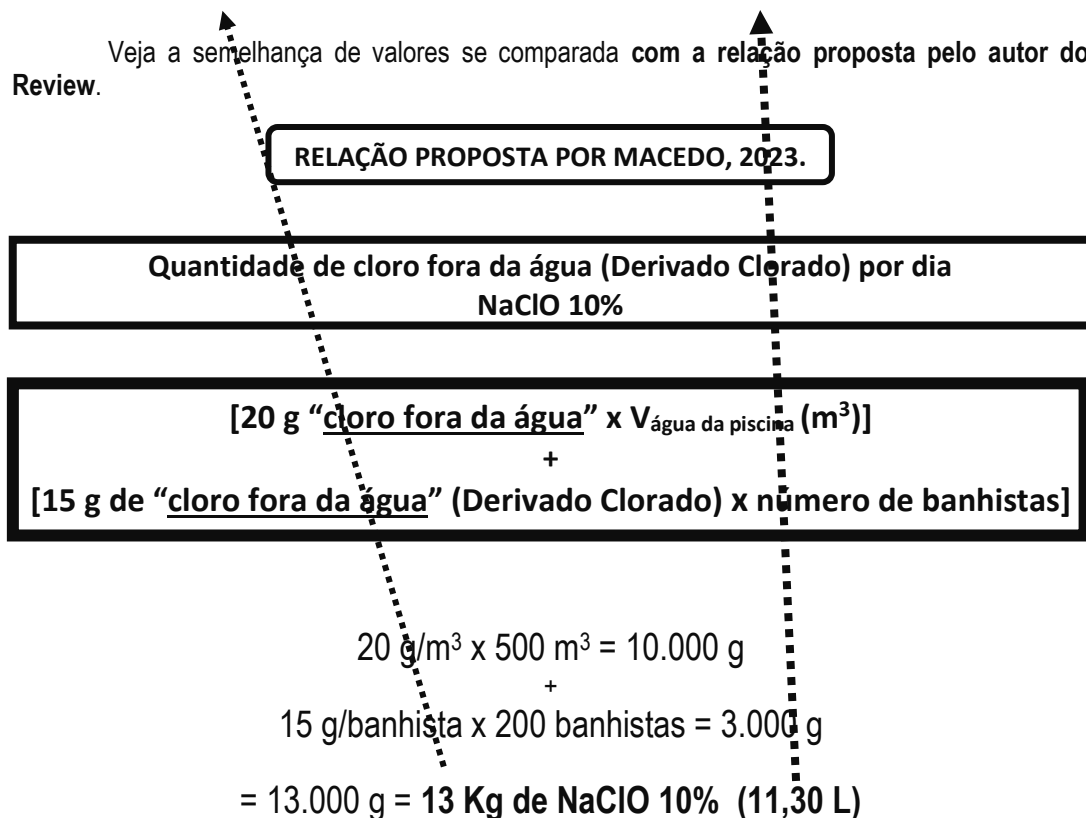 Veja a semelhança de valores se comparada com a relação proposta pelo autor do
Review.
RELAÇÃO PROPOSTA POR MACEDO, 2023.
Quantidade de cloro fora da água (Derivado Clorado) por dia
NaClO 10%
[20 g “cloro fora da água” x Vágua da piscina (m³)]
+
[15 g de “cloro fora da água” (Derivado Clorado) x número de banhistas]
20 g/m³ x 500 m³ = 10.000 g
+
15 g/banhista x 200 banhistas = 3.000 g
= 13.000 g = 13 Kg de NaClO 10% (11,30 L)